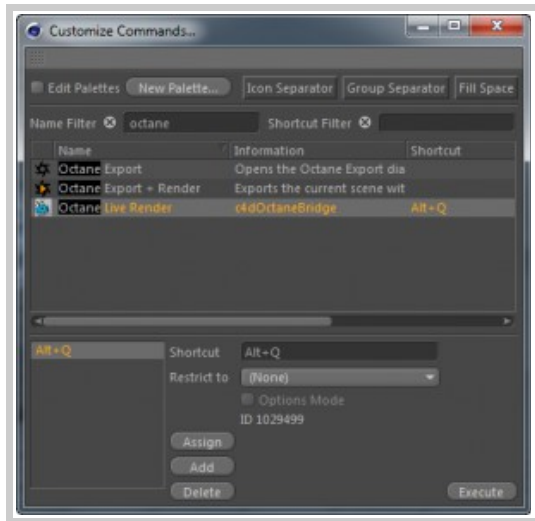 Customize Commands...
Edit Palettes New Palette... Icon Separator Group Separator Fill Space
Name Filter octane Shortcut Filter
Name Information Shortcut
Octane Export Opens the Octane Export dia
Octane Export + Render Exports the current scene wit
Octane Live Render c4dOctaneBridge Alt+Q
Alt+Q Shortcut Alt+Q
Restrict to (None)
Options Mode
ID 1029499
Assign
Add
Delete Execute